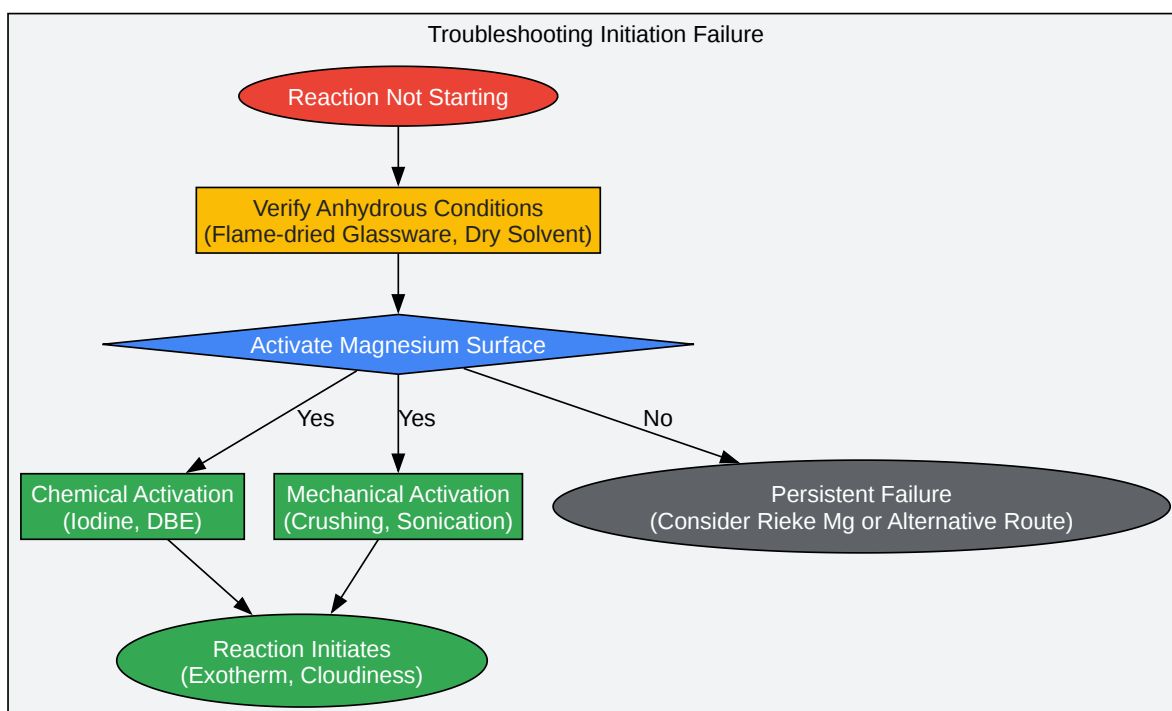 Troubleshooting Initiation Failure
Reaction Not Starting
Verify Anhydrous Conditions
(Flame-dried Glassware, Dry Solvent)
Activate Magnesium Surface
Yes
Yes
No
Chemical Activation
(Iodine, DBE)
Mechanical Activation
(Crushing, Sonication)
Persistent Failure
(Consider Rieke Mg or Alternative Route)
Reaction Initiates
(Exotherm, Cloudiness)